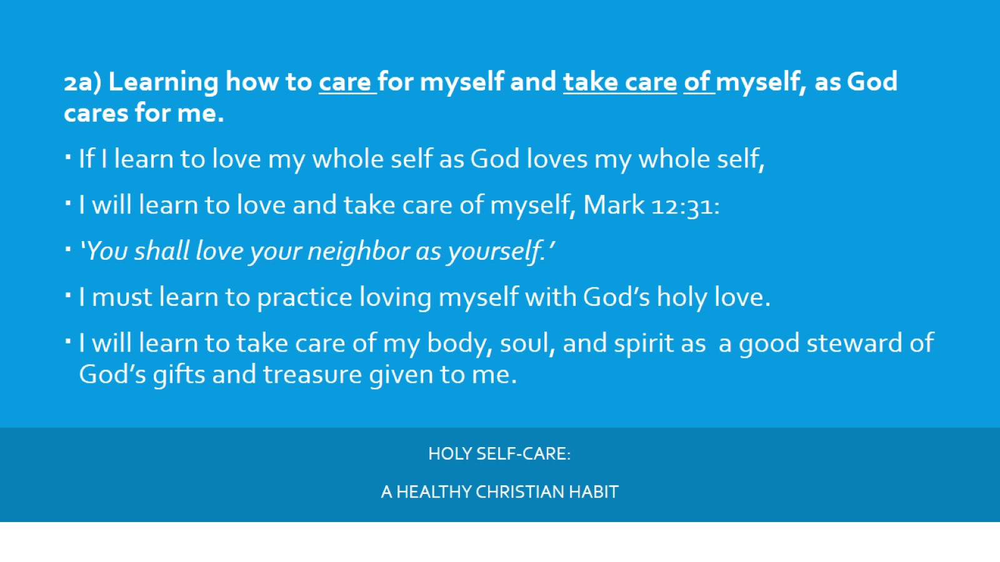 2a) Learning how to care for myself and take care of myself, as God
cares for me.
▪ If I learn to love my whole self as God loves my whole self,
▪ I will learn to love and take care of myself, Mark 12:31:
▪ ‘You shall love your neighbor as yourself.’
▪ I must learn to practice loving myself with God’s holy love.
▪ I will learn to take care of my body, soul, and spirit as  a good steward of
God’s gifts and treasure given to me.
HOLY SELF-CARE:
A HEALTHY CHRISTIAN HABIT